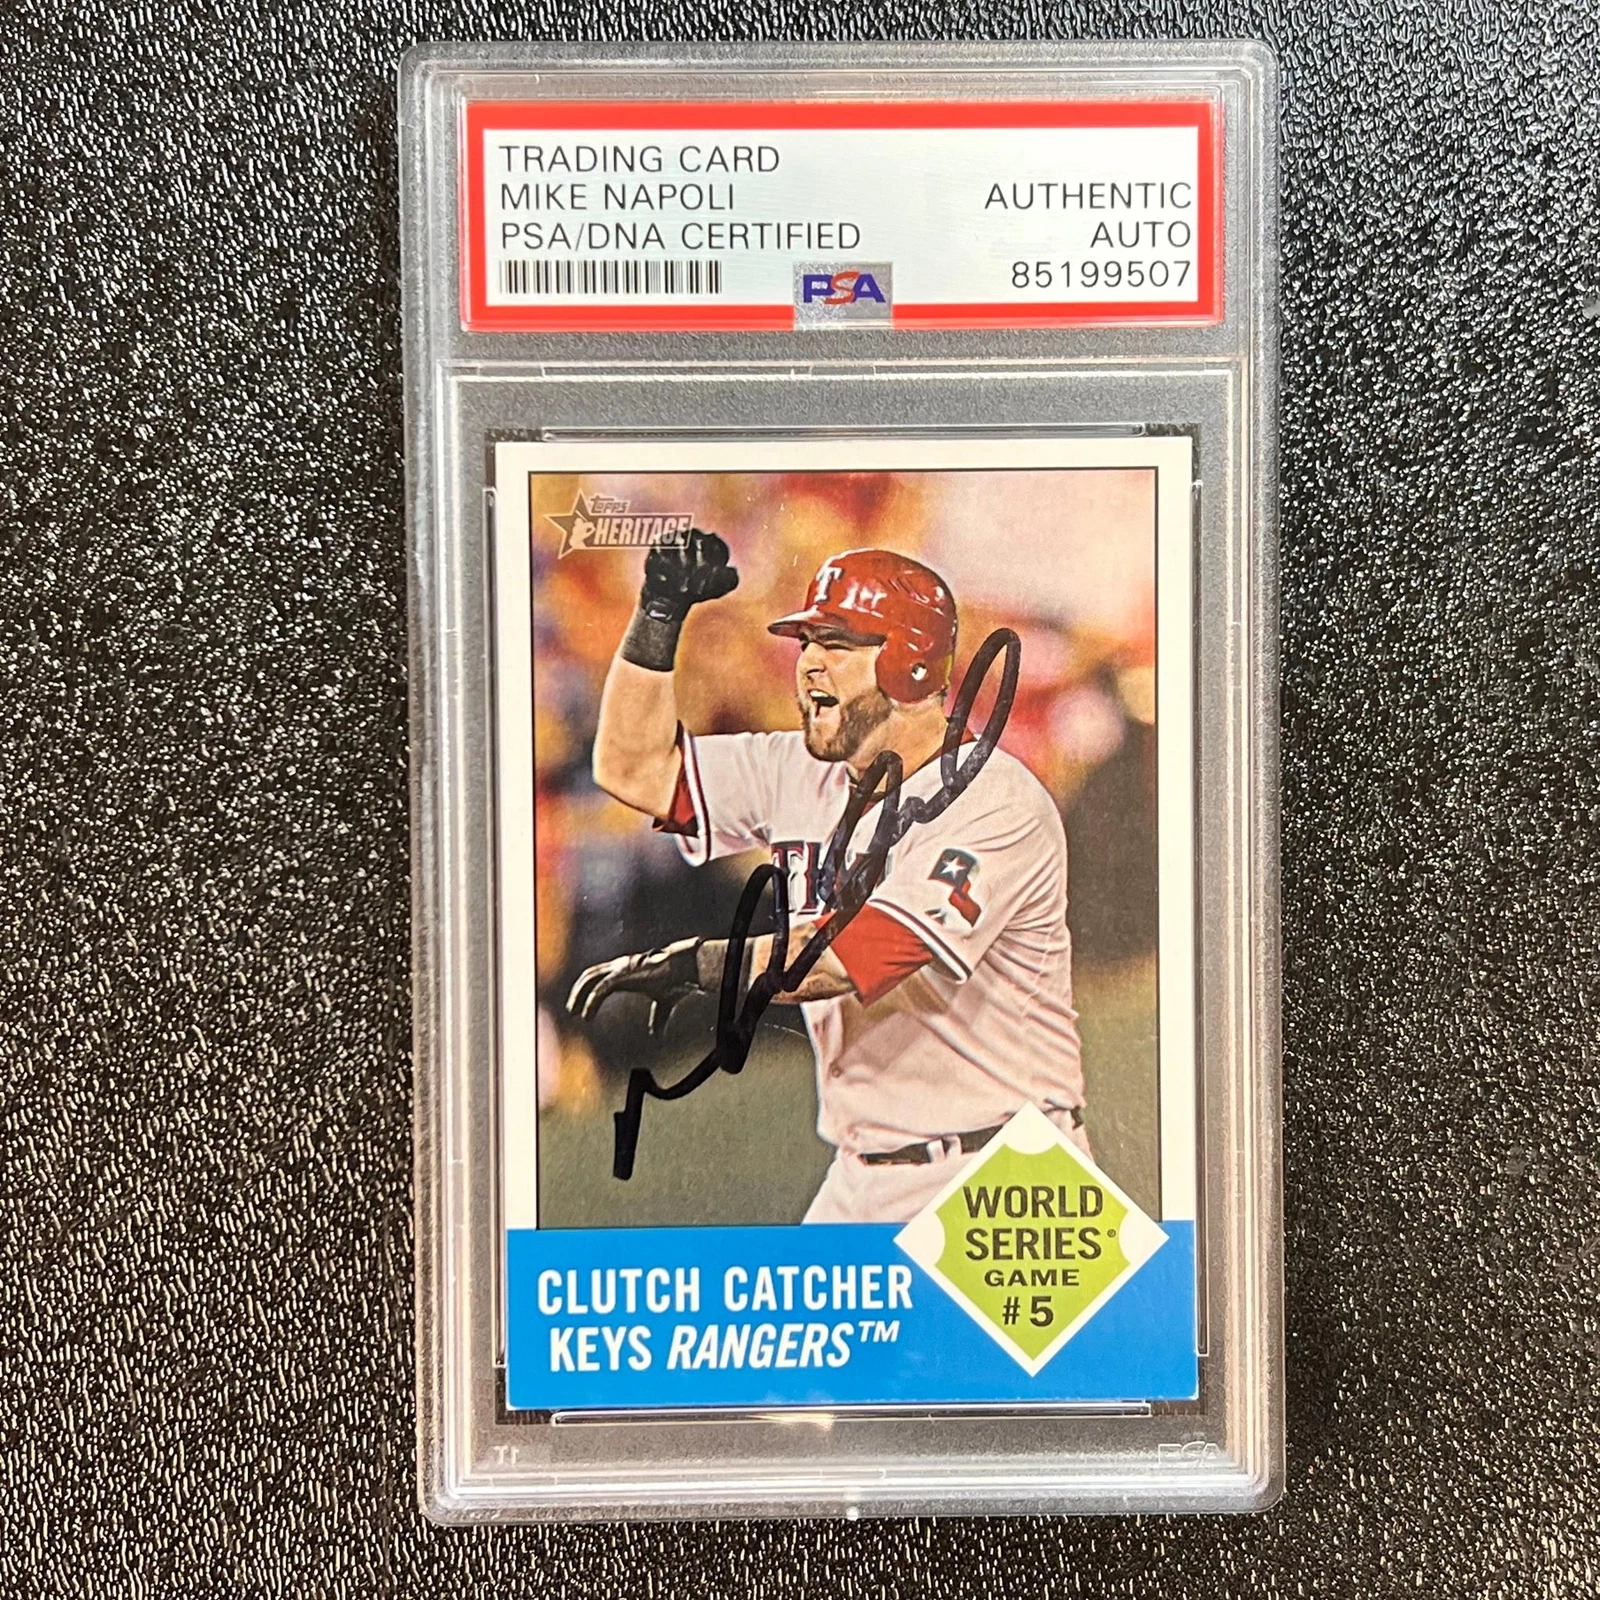 TRADING CARD
MIKE NAPOLI
PSA/DNA CERTIFIED
AUTHENTIC
AUTO
85199507
PSA
TOPPS
HERITAGE
T
CLUTCH CATCHER
KEYS RANGERS™
WORLD
SERIES®
GAME
#5
PSA